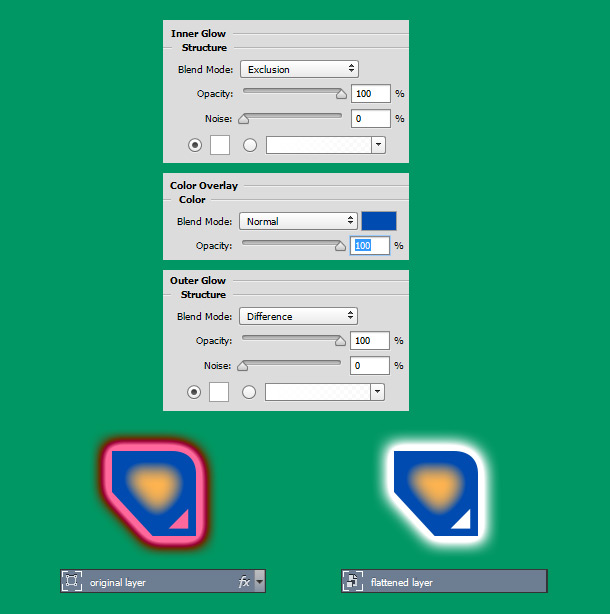 Inner Glow
Structure
Blend Mode: Exclusion
Opacity: 100 %
Noise: 0 %
Color Overlay
Color
Blend Mode: Normal
Opacity: 100 %
Outer Glow
Structure
Blend Mode: Difference
Opacity: 100 %
Noise: 0 %
original layer fx
flattened layer